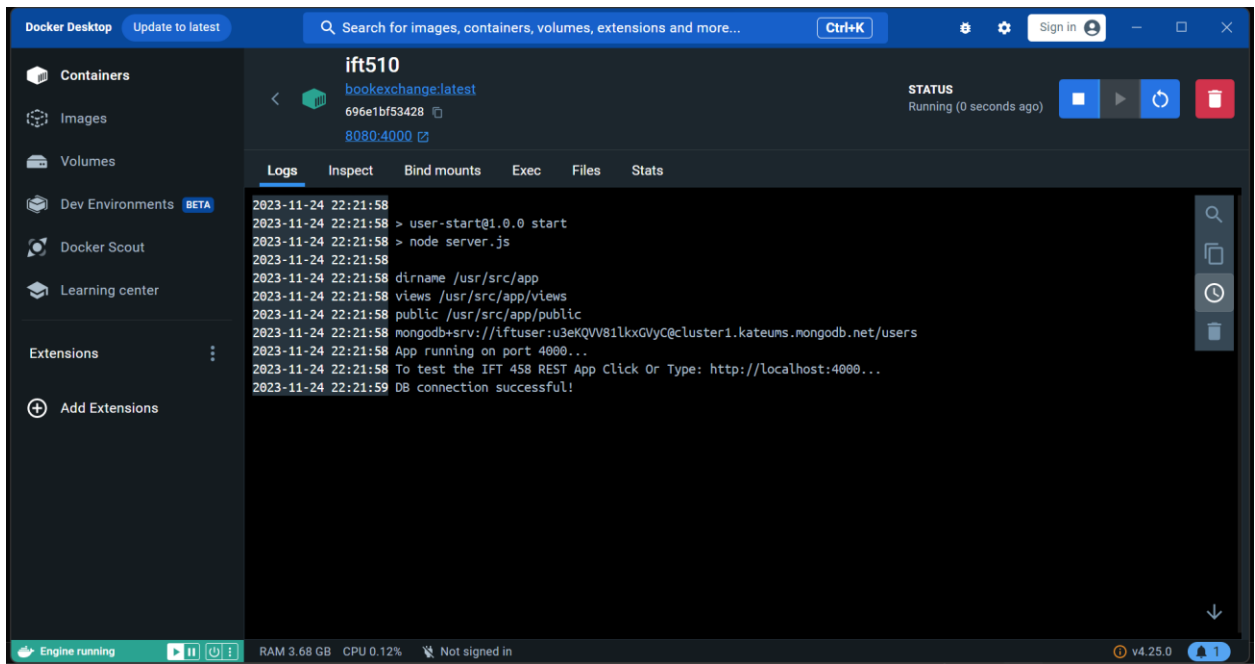 Docker Desktop Update to latest Search for images, containers, volumes, extensions and more... Ctrl+K Sign in
Containers
Images
Volumes
Dev Environments BETA
Docker Scout
Learning center
Extensions
Add Extensions
ift510
bookexchange:latest
696e1bf53428
8080:4000
STATUS
Running (0 seconds ago)
Logs Inspect Bind mounts Exec Files Stats
2023-11-24 22:21:58
2023-11-24 22:21:58 > user-start@1.0.0 start
2023-11-24 22:21:58 > node server.js
2023-11-24 22:21:58
2023-11-24 22:21:58 dirname /usr/src/app
2023-11-24 22:21:58 views /usr/src/app/views
2023-11-24 22:21:58 public /usr/src/app/public
2023-11-24 22:21:58 mongodb+srv://iftuser:u3eKQVV81lkxGVyC@cluster1.kateums.mongodb.net/users
2023-11-24 22:21:58 App running on port 4000...
2023-11-24 22:21:58 To test the IFT 458 REST App Click Or Type: http://localhost:4000...
2023-11-24 22:21:59 DB connection successful!
Engine running RAM 3.68 GB CPU 0.12% Not signed in v4.25.0 1